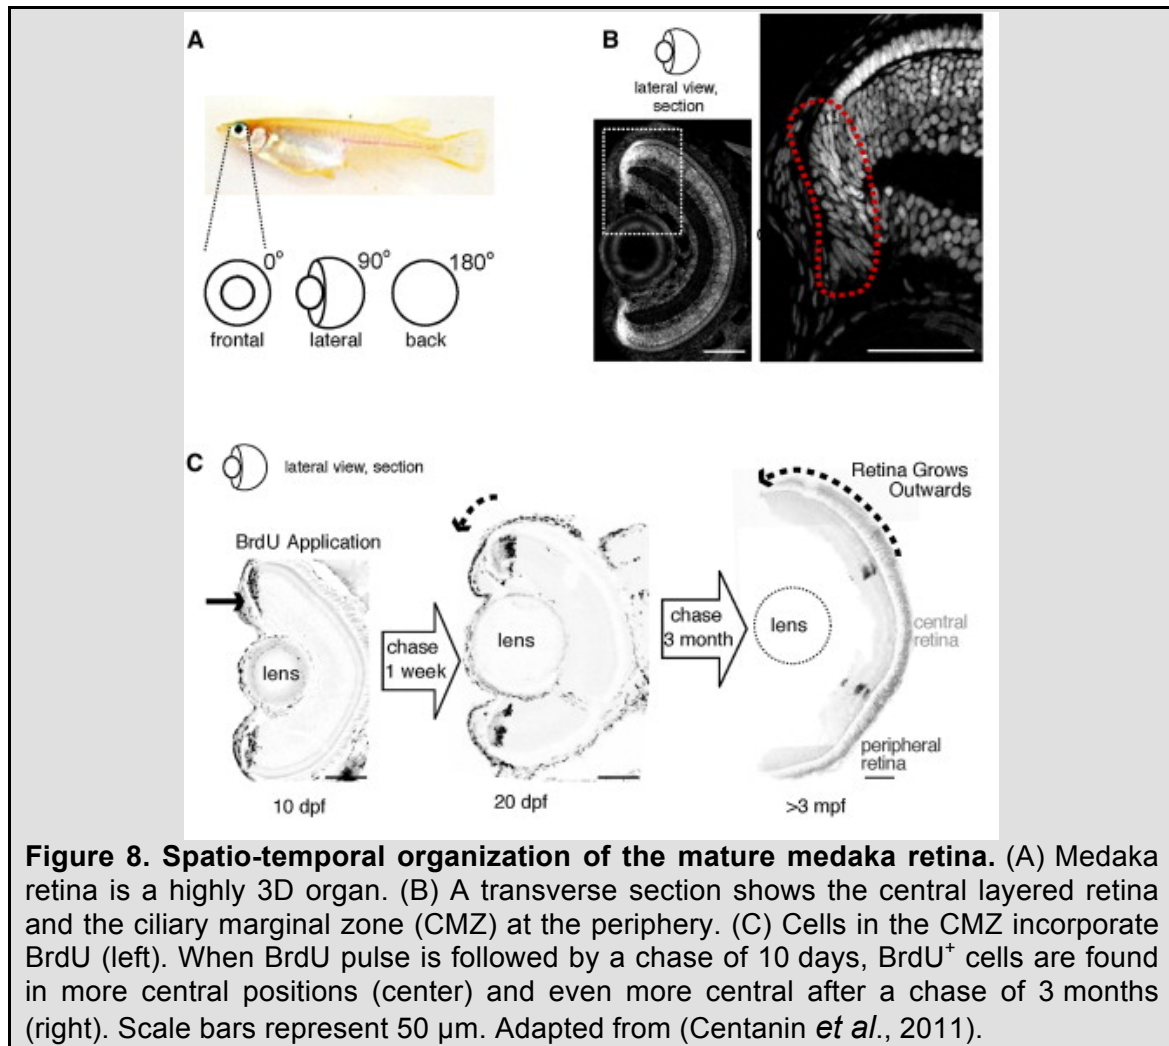 A
0°
90°
180°
frontal
lateral
back
B
lateral view,
section
C
lateral view, section
BrdU Application
lens
10 dpf
chase
1 week
lens
20 dpf
chase
3 month
Retina Grows
Outwards
lens
central
retina
peripheral
retina
>3 mpf
Figure 8. Spatio-temporal organization of the mature medaka retina. (A) Medaka
retina is a highly 3D organ. (B) A transverse section shows the central layered retina
and the ciliary marginal zone (CMZ) at the periphery. (C) Cells in the CMZ incorporate
BrdU (left). When BrdU pulse is followed by a chase of 10 days, BrdU⁺ cells are found
in more central positions (center) and even more central after a chase of 3 months
(right). Scale bars represent 50 µm. Adapted from (Centanin et al., 2011).